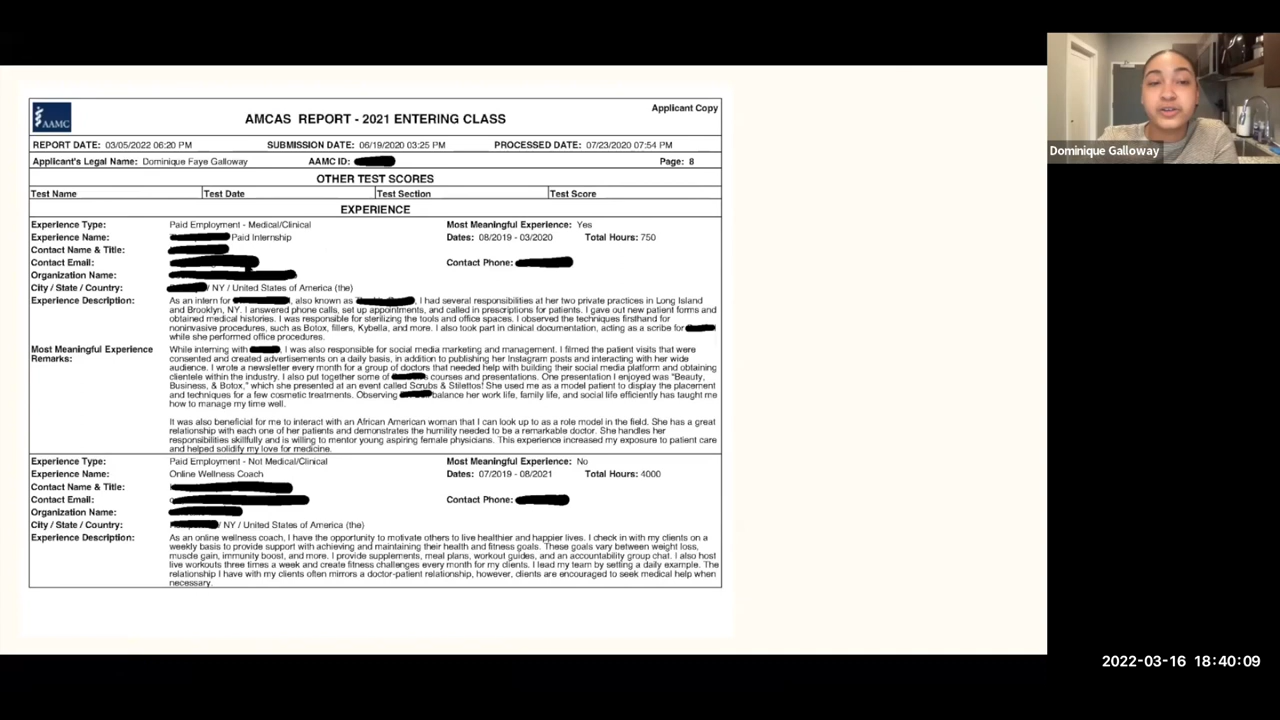 AAMC
Applicant Copy
AMCAS REPORT - 2021 ENTERING CLASS
REPORT DATE: 03/05/2022 06:20 PM SUBMISSION DATE: 06/19/2020 03:25 PM PROCESSED DATE: 07/23/2020 07:54 PM
Applicant's Legal Name: Dominique Faye Galloway AAMC ID: Page: 8
OTHER TEST SCORES
Test Name Test Date Test Section Test Score
EXPERIENCE
Experience Type: Paid Employment - Medical/Clinical Most Meaningful Experience: Yes
Experience Name: Paid Internship Dates: 08/2019 - 03/2020 Total Hours: 750
Contact Name & Title:
Contact Email: Contact Phone:
Organization Name:
City / State / Country: / NY / United States of America (the)
Experience Description: As an intern for , also known as , I had several responsibilities at her two private practices in Long Island
and Brooklyn, NY. I answered phone calls, set up appointments, and called in prescriptions for patients. I gave out new patient forms and
obtained medical histories. I was responsible for sterilizing the tools and office spaces. I observed the techniques firsthand for
noninvasive procedures, such as Botox, fillers, Kybella, and more. I also took part in clinical documentation, acting as a scribe for
while she performed office procedures.
Most Meaningful Experience Remarks: While interning with , I was also responsible for social media marketing and management. I filmed the patient visits that were
consented and created advertisements on a daily basis, in addition to publishing her Instagram posts and interacting with her wide
audience. I wrote a newsletter every month for a group of doctors that needed help with building their social media platform and obtaining
clientele within the industry. I also put together some of s courses and presentations. One presentation I enjoyed was "Beauty,
Business, & Botox," which she presented at an event called Scrubs & Stilettos! She used me as a model patient to display the placement
and techniques for a few cosmetic treatments. Observing balance her work life, family life, and social life efficiently has taught me
how to manage my time well.
It was also beneficial for me to interact with an African American woman that I can look up to as a role model in the field. She has a great
relationship with each one of her patients and demonstrates the humility needed to be a remarkable doctor. She handles her
responsibilities skillfully and is willing to mentor young aspiring female physicians. This experience increased my exposure to patient care
and helped solidify my love for medicine.
Experience Type: Paid Employment - Not Medical/Clinical Most Meaningful Experience: No
Experience Name: Online Wellness Coach Dates: 07/2019 - 08/2021 Total Hours: 4000
Contact Name & Title:
Contact Email: Contact Phone:
Organization Name:
City / State / Country: / NY / United States of America (the)
Experience Description: As an online wellness coach, I have the opportunity to motivate others to live healthier and happier lives. I check in with my clients on a
weekly basis to provide support with achieving and maintaining their health and fitness goals. These goals vary between weight loss,
muscle gain, immunity boost, and more. I provide supplements, meal plans, workout guides, and an accountability group chat. I also host
live workouts three times a week and create fitness challenges every month for my clients. I lead my team by setting a daily example. The
relationship I have with my clients often mirrors a doctor-patient relationship, however, clients are encouraged to seek medical help when
necessary.
Dominique Galloway
2022-03-16 18:40:09